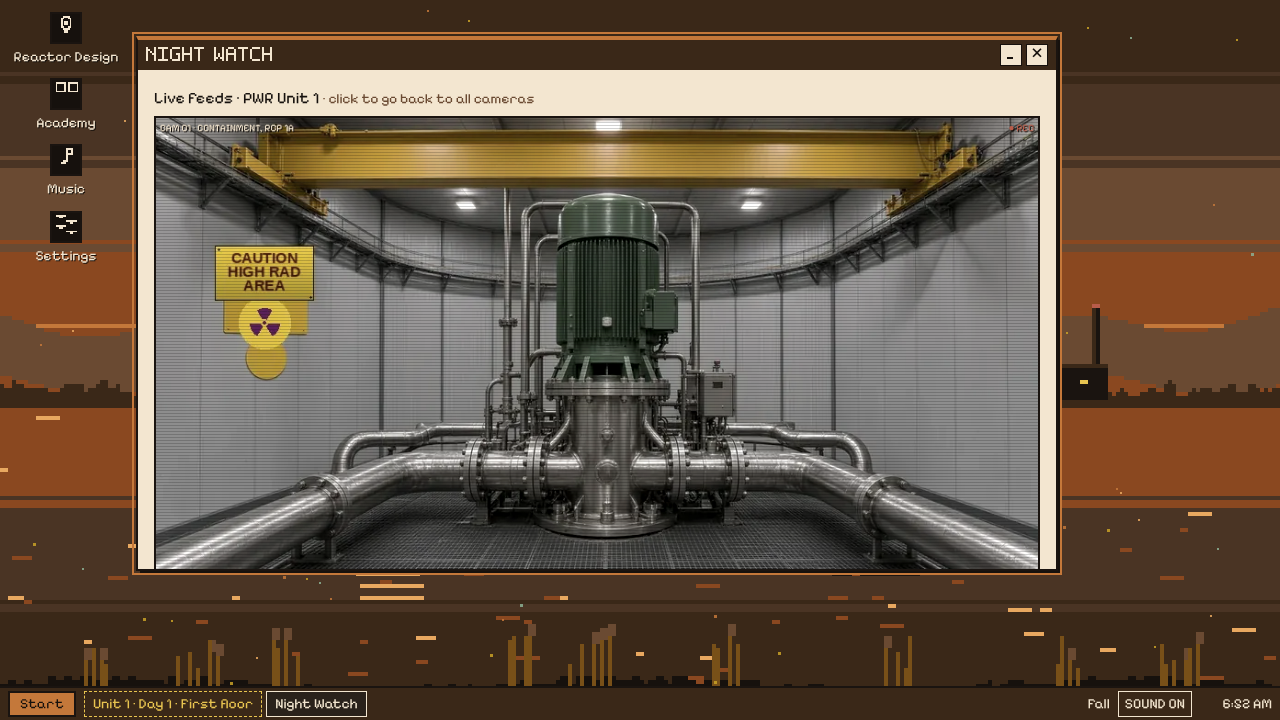 Reactor Design
Academy
Music
Settings
NIGHT WATCH
Live Feeds · PWR Unit 1 · click to go back to all cameras
CAM 01 · CONTAINMENT, RCP 1A
REC
CAUTION
HIGH RAD
AREA
Start
Unit 1 · Day 1 · First floor
Night Watch
Fall
SOUND ON
6:22 AM